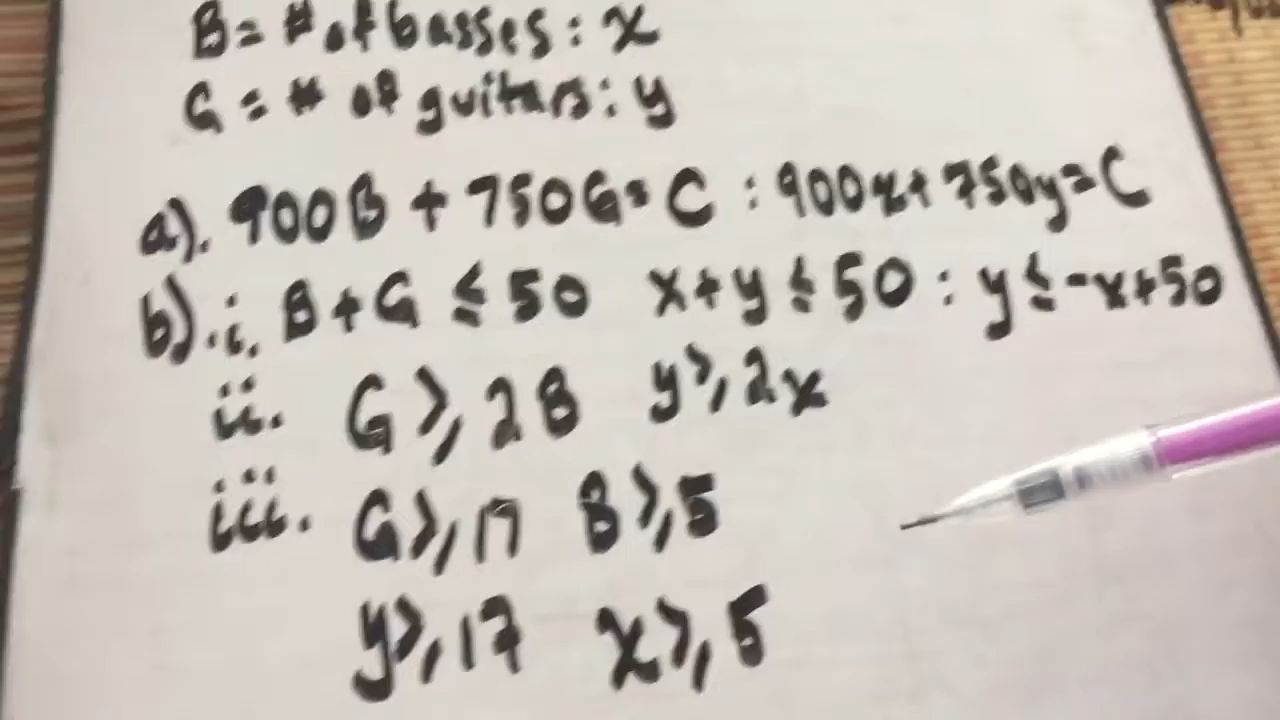 B = # of basses : x
G = # of guitars : y
a). 900B + 750G = C : 900x + 750y = C
b). i. B + G ≤ 50 x + y ≤ 50 : y ≤ -x + 50
ii. G ≥ 2B y ≥ 2x
iii. G ≥ 17 B ≥ 5
y ≥ 17 x ≥ 5